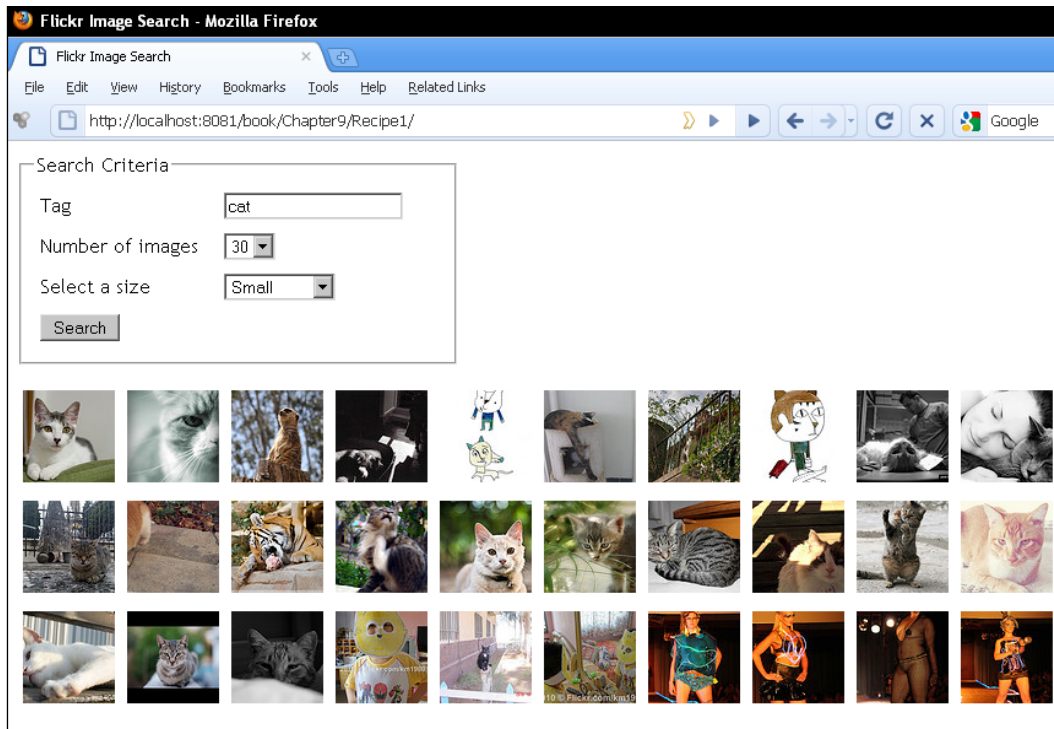 Flickr Image Search - Mozilla Firefox
Flickr Image Search
File Edit View History Bookmarks Tools Help Related Links
http://localhost:8081/book/Chapter9/Recipe1/
Google
Search Criteria
Tag cat
Number of images 30
Select a size Small
Search